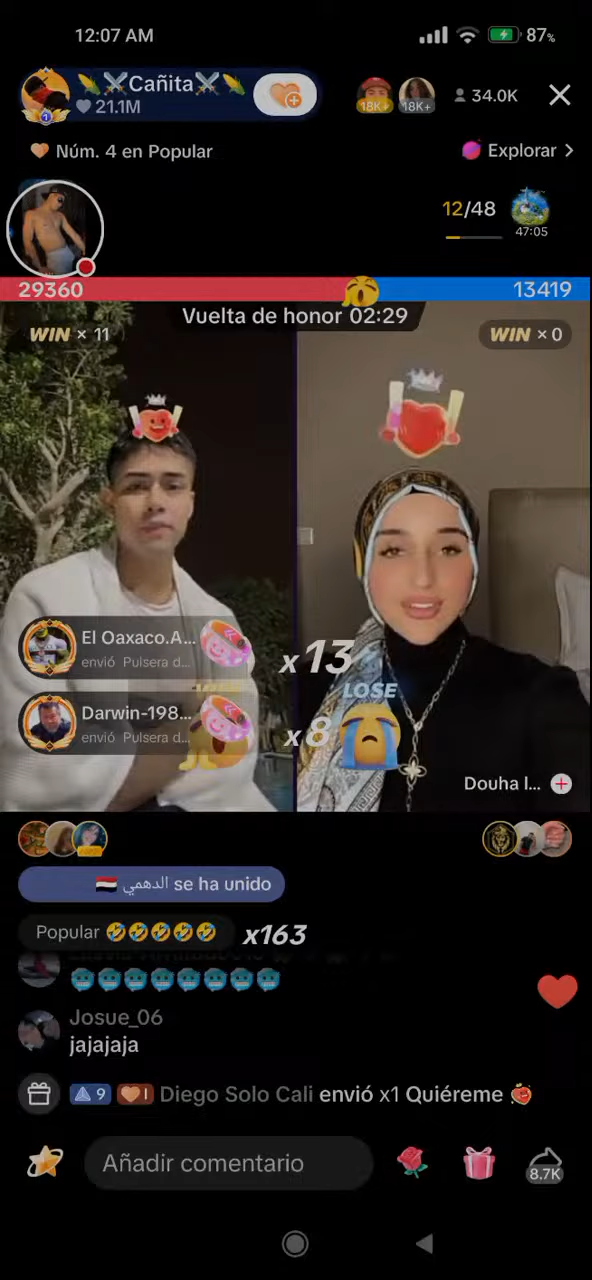 12:07 AM
87%
🌽⚔️Cañita⚔️🌽
21.1M
18K+
18K+
34.0K
Núm. 4 en Popular
Explorar
12/48
47:05
29360
13419
Vuelta de honor 02:29
WIN × 11
WIN × 0
El Oaxaco.A...
envió Pulsera d...
x13
LOSE
Darwin-198...
envió Pulsera d...
x8
Douha l...
الدهمي se ha unido
Popular 🤣🤣🤣🤣🤣 x163
🥶🥶🥶🥶🥶🥶🥶🥶
Josue_06
jajajaja
9 I Diego Solo Cali envió x1 Quiéreme
Añadir comentario
8.7K